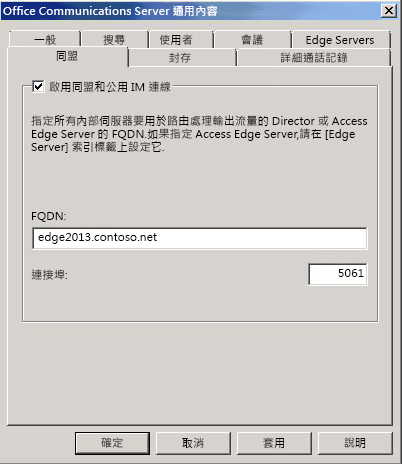 Office Communications Server 通用內容
一般 搜尋 使用者 會議 Edge Servers
同盟 封存 詳細通話記錄
啟用同盟和公用 IM 連線
指定所有內部伺服器要用於路由處理輸出流量的 Director 或 Access
Edge Server 的 FQDN.如果指定 Access Edge Server,請在 [Edge
Server] 索引標籤上設定它.
FQDN:
edge2013.contoso.net
連接埠:
5061
確定 取消 套用 說明